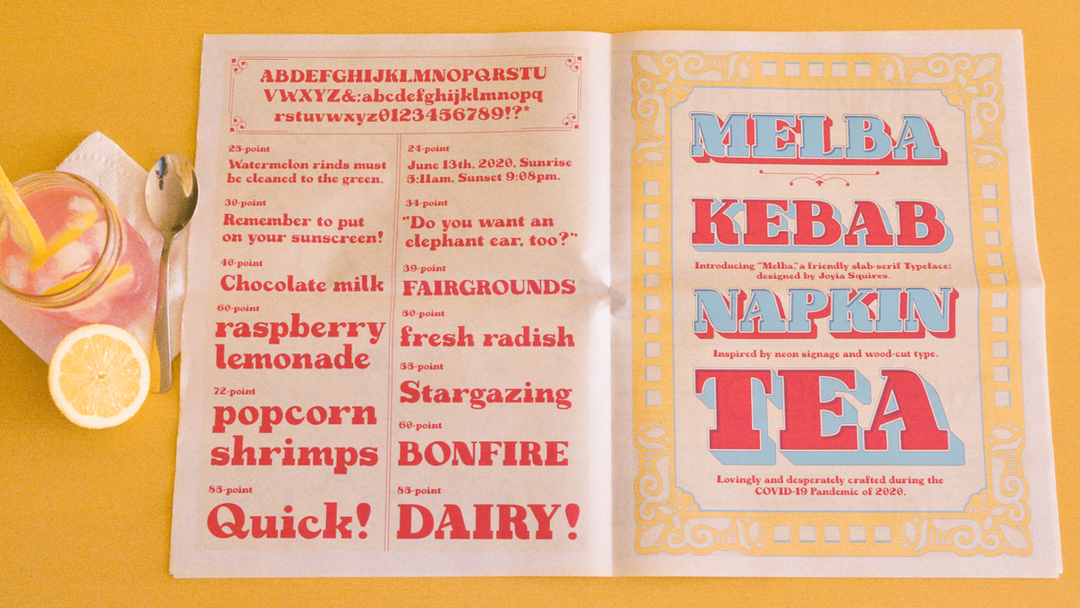 ABDEFGHIJKLMNOPQRSTU
VWXYZ&:abcdefghijklmnopq
rstuvwxyz0123456789!?*
25-point
Watermelon rinds must
be cleaned to the green.
30-point
Remember to put
on your sunscreen!
40-point
Chocolate milk
60-point
raspberry
lemonade
72-point
popcorn
shrimps
85-point
Quick!
24-point
June 13th, 2020, Sunrise
5:11am, Sunset 9:08pm.
34-point
"Do you want an
elephant ear, too?"
39-point
FAIRGROUNDS
50-point
fresh radish
55-point
Stargazing
60-point
BONFIRE
85-point
DAIRY!
MELBA
KEBAB
Introducing "Melba," a friendly slab-serif Typeface:
designed by Joyia Squires.
NAPKIN
Inspired by neon signage and wood-cut type.
TEA
Lovingly and desperately crafted during the
COVID-19 Pandemic of 2020.